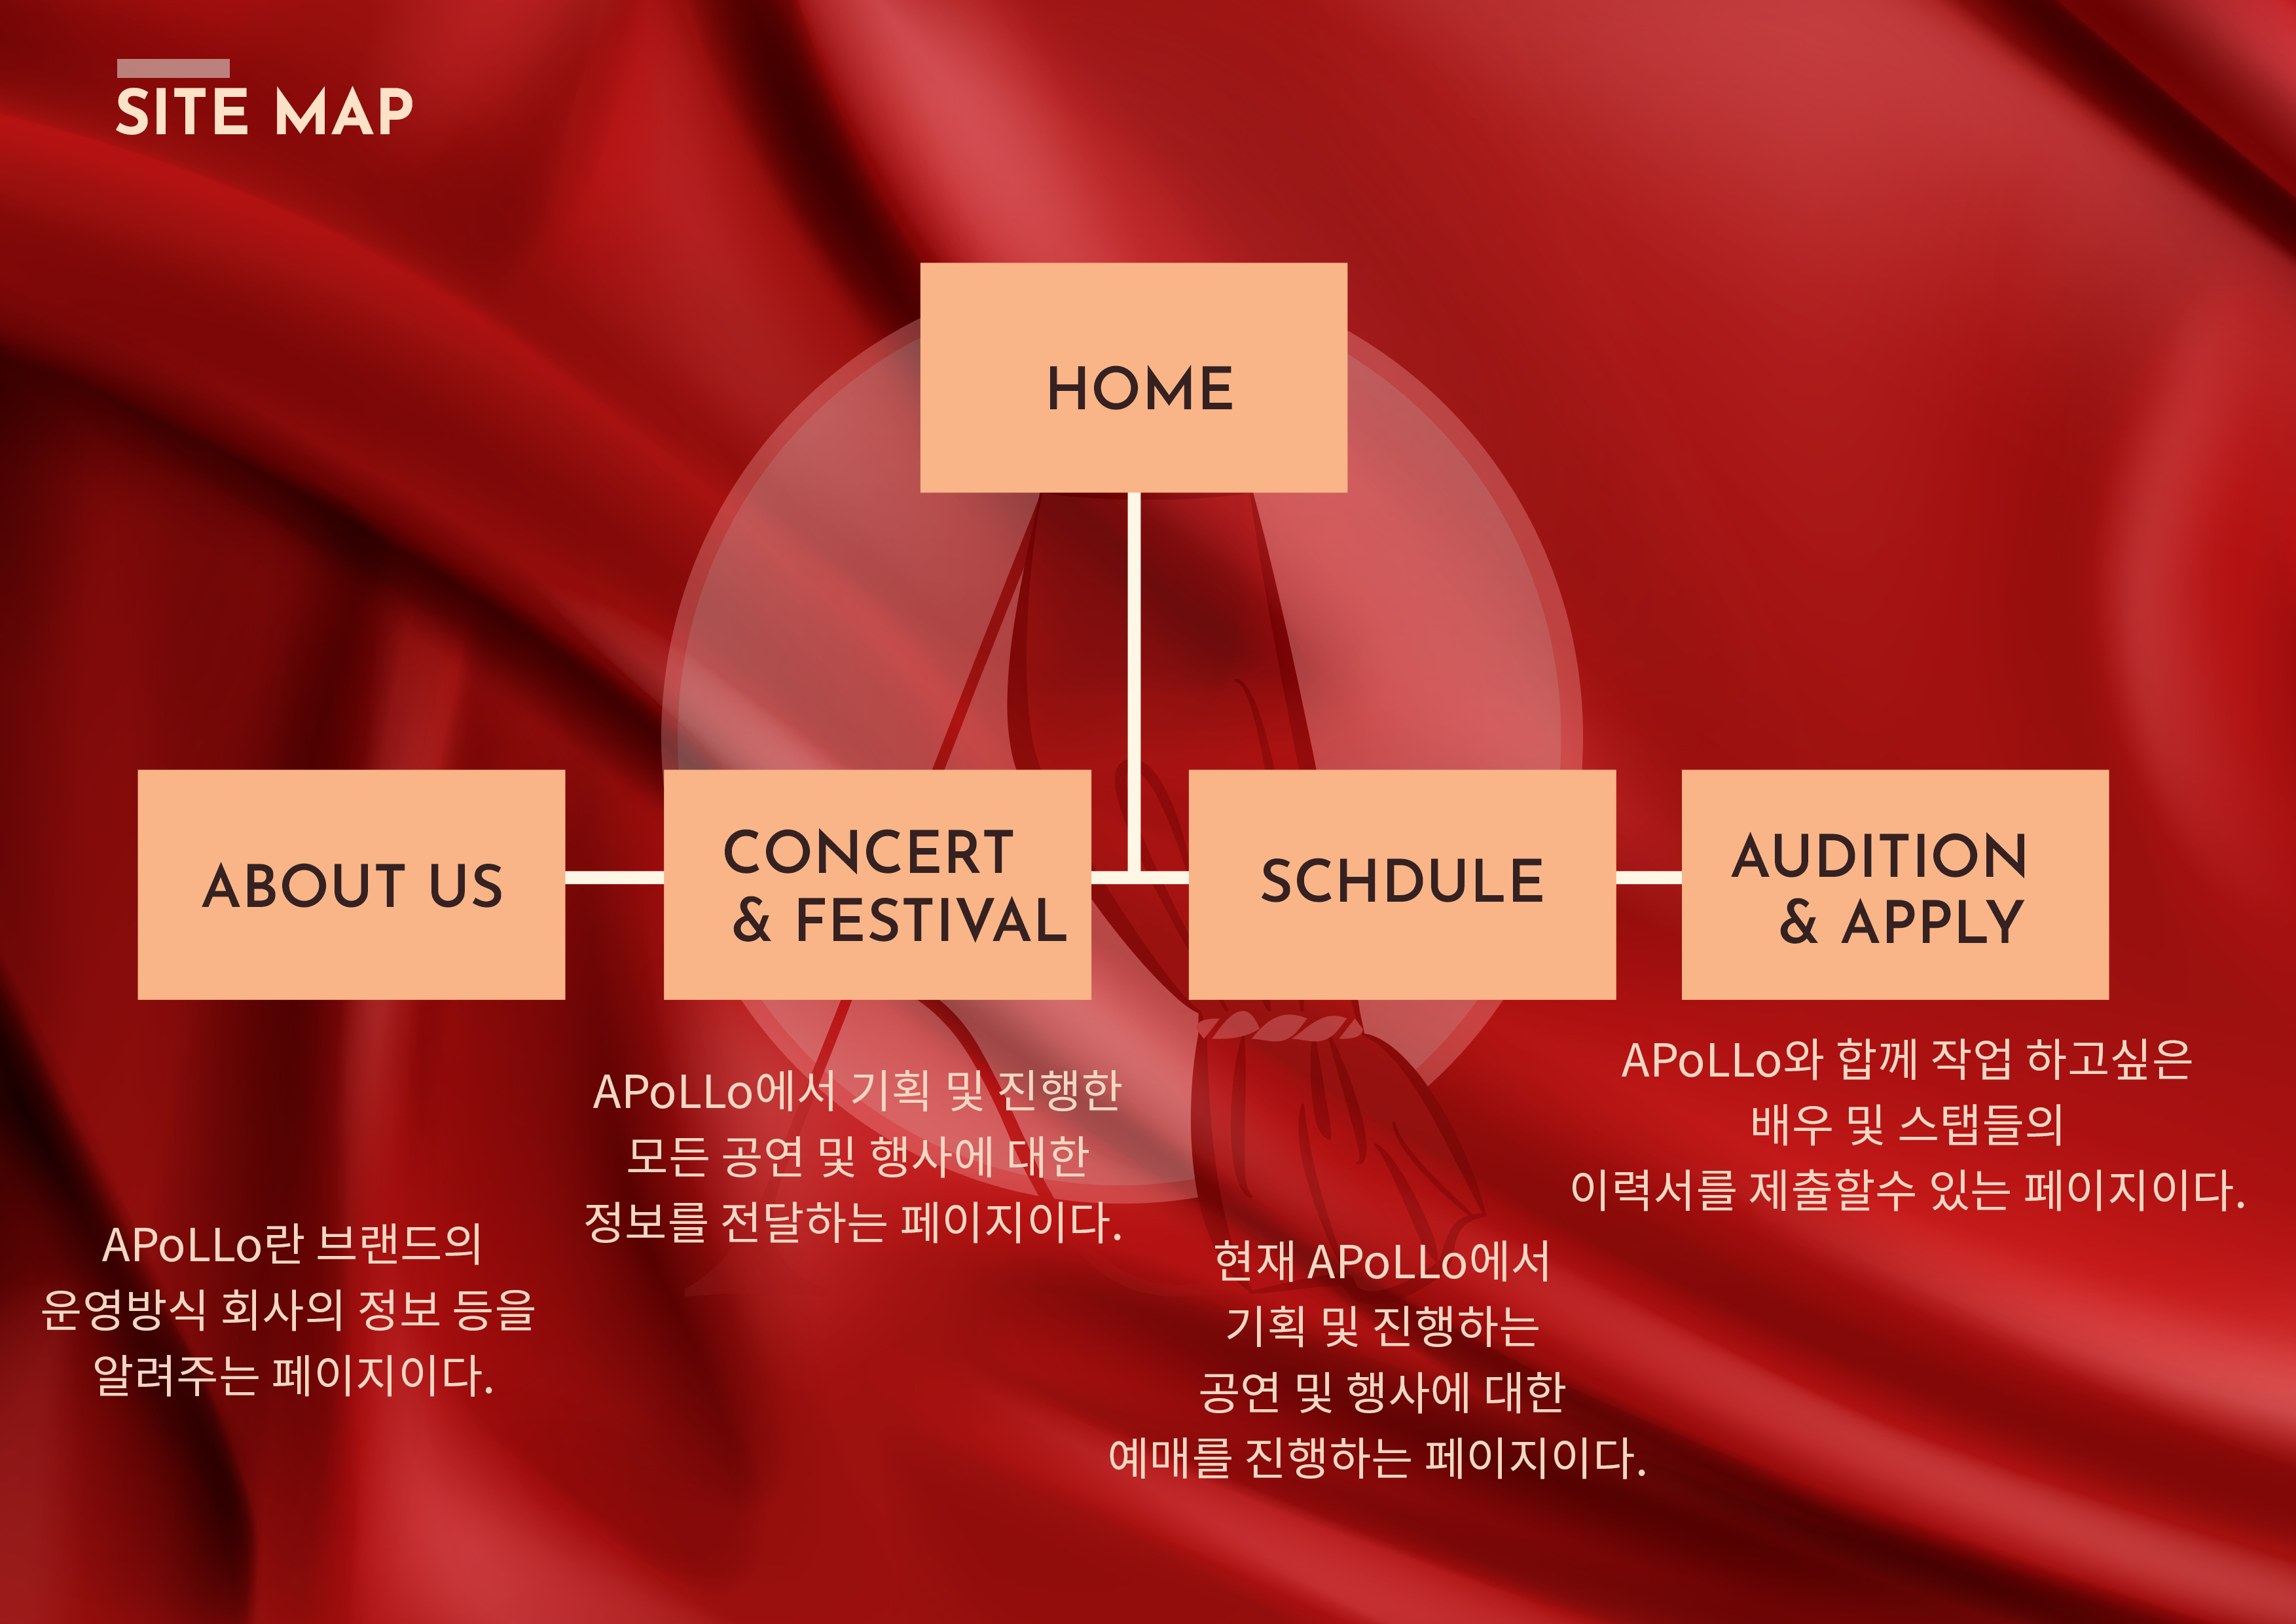 SITE MAP
HOME
ABOUT US
CONCERT
& FESTIVAL
SCHDULE
AUDITION
& APPLY
APoLLo란 브랜드의
운영방식 회사의 정보 등을
알려주는 페이지이다.
APoLLo에서 기획 및 진행한
모든 공연 및 행사에 대한
정보를 전달하는 페이지이다.
현재 APoLLo에서
기획 및 진행하는
공연 및 행사에 대한
예매를 진행하는 페이지이다.
APoLLo와 함께 작업 하고싶은
배우 및 스탭들의
이력서를 제출할수 있는 페이지이다.